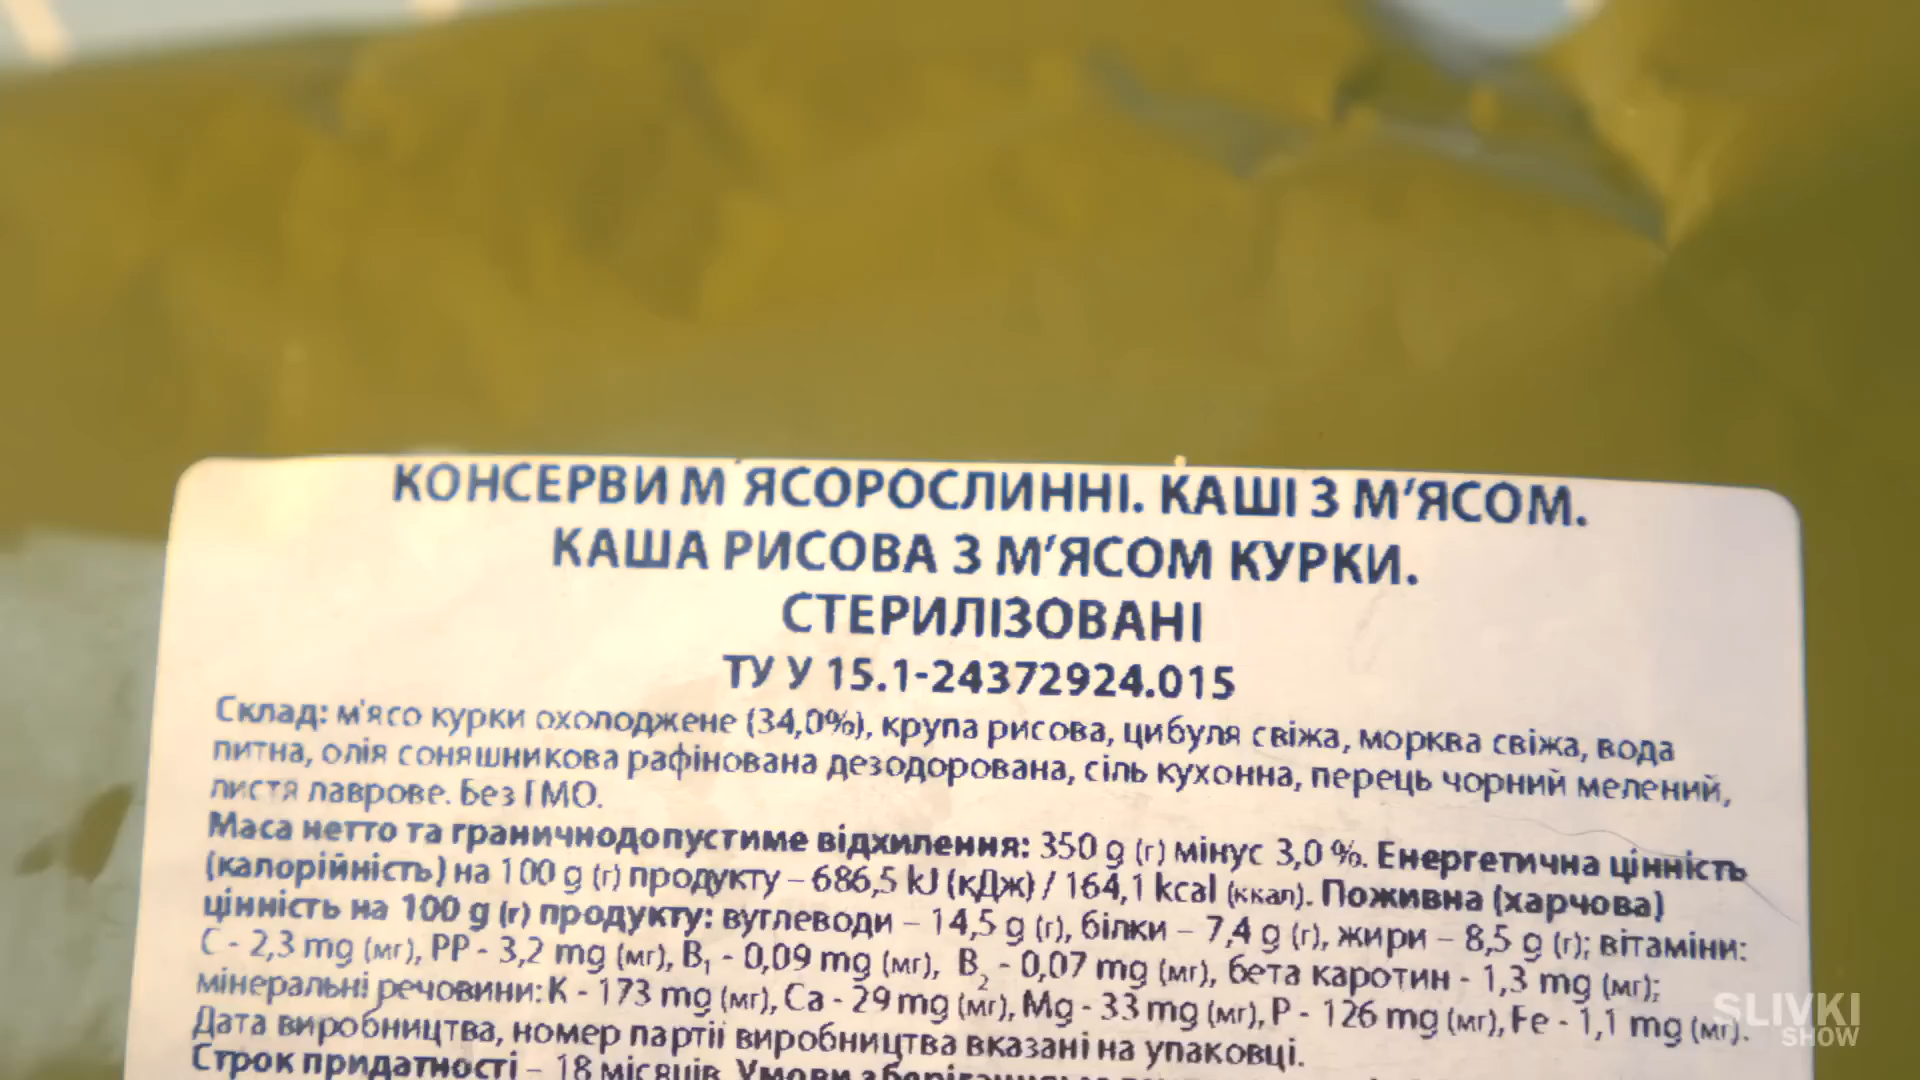 КОНСЕРВИ М ЯСОРОСЛИННІ. КАШІ З М'ЯСОМ.
КАША РИСОВА З М'ЯСОМ КУРКИ.
СТЕРИЛІЗОВАНІ
ТУ У 15.1-24372924.015
Склад: м'ясо курки охолоджене (34,0%), крупа рисова, цибуля свіжа, морква свіжа, вода
питна, олія соняшникова рафінована дезодорована, сіль кухонна, перець чорний мелений,
листя лаврове. Без ГМО.
Маса нетто та граничнодопустиме відхилення: 350 g (г) мінус 3,0 %. Енергетична цінність
(калорійність) на 100 g (г) продукту – 686,5 kJ (кДж) / 164,1 kcal (ккал). Поживна (харчова)
цінність на 100 g (г) продукту: вуглеводи – 14,5 g (г), білки – 7,4 g (г), жири – 8,5 g (г); вітаміни:
С - 2,3 mg (мг), РР - 3,2 mg (мг), В₁ - 0,09 mg (мг), В₂ - 0,07 mg (мг), бета каротин - 1,3 mg (мг);
мінеральні речовини: К - 173 mg (мг), Са - 29 mg (мг), Mg - 33 mg (мг), Р - 126 mg (мг), Fe - 1,1 mg (мг).
Дата виробництва, номер партії виробництва вказані на упаковці.
Строк придатності – 18 місяців. Умови зберігання:
SLIVKI
SHOW